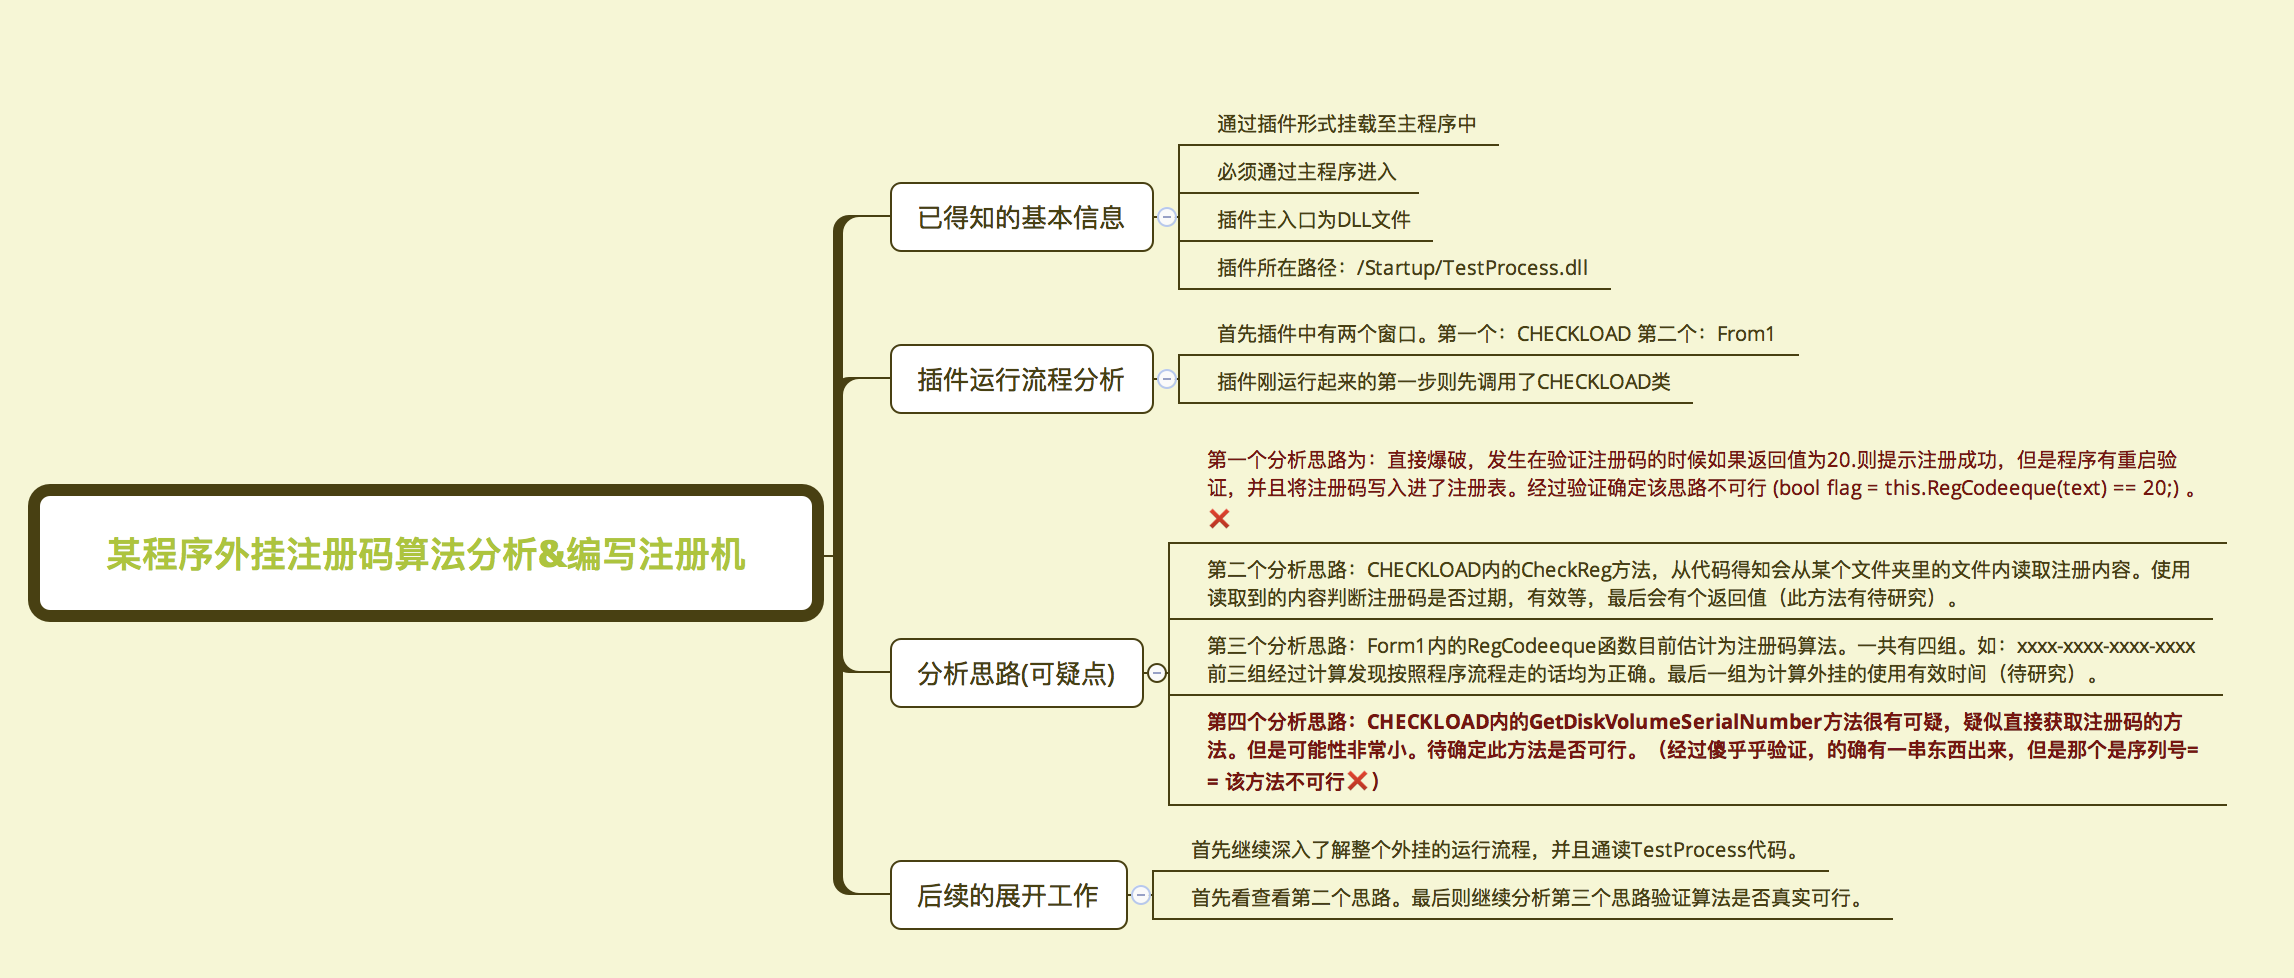 某程序外挂注册码算法分析&编写注册机
已得知的基本信息
通过插件形式挂载至主程序中
必须通过主程序进入
插件主入口为DLL文件
插件所在路径：/Startup/TestProcess.dll
插件运行流程分析
首先插件中有两个窗口。第一个：CHECKLOAD 第二个：From1
插件刚运行起来的第一步则先调用了CHECKLOAD类
分析思路(可疑点)
第一个分析思路为：直接爆破，发生在验证注册码的时候如果返回值为20.则提示注册成功，但是程序有重启验
证，并且将注册码写入进了注册表。经过验证确定该思路不可行 (bool flag = this.RegCodeeque(text) == 20;) 。
❌
第二个分析思路：CHECKLOAD内的CheckReg方法，从代码得知会从某个文件夹里的文件内读取注册内容。使用
读取到的内容判断注册码是否过期，有效等，最后会有个返回值（此方法有待研究）。
第三个分析思路：Form1内的RegCodeeque函数目前估计为注册码算法。一共有四组。如：xxxx-xxxx-xxxx-xxxx
前三组经过计算发现按照程序流程走的话均为正确。最后一组为计算外挂的使用有效时间（待研究）。
第四个分析思路：CHECKLOAD内的GetDiskVolumeSerialNumber方法很有可疑，疑似直接获取注册码的方
法。但是可能性非常小。待确定此方法是否可行。（经过傻乎乎验证，的确有一串东西出来，但是那个是序列号=
= 该方法不可行❌）
后续的展开工作
首先继续深入了解整个外挂的运行流程，并且通读TestProcess代码。
首先看查看第二个思路。最后则继续分析第三个思路验证算法是否真实可行。